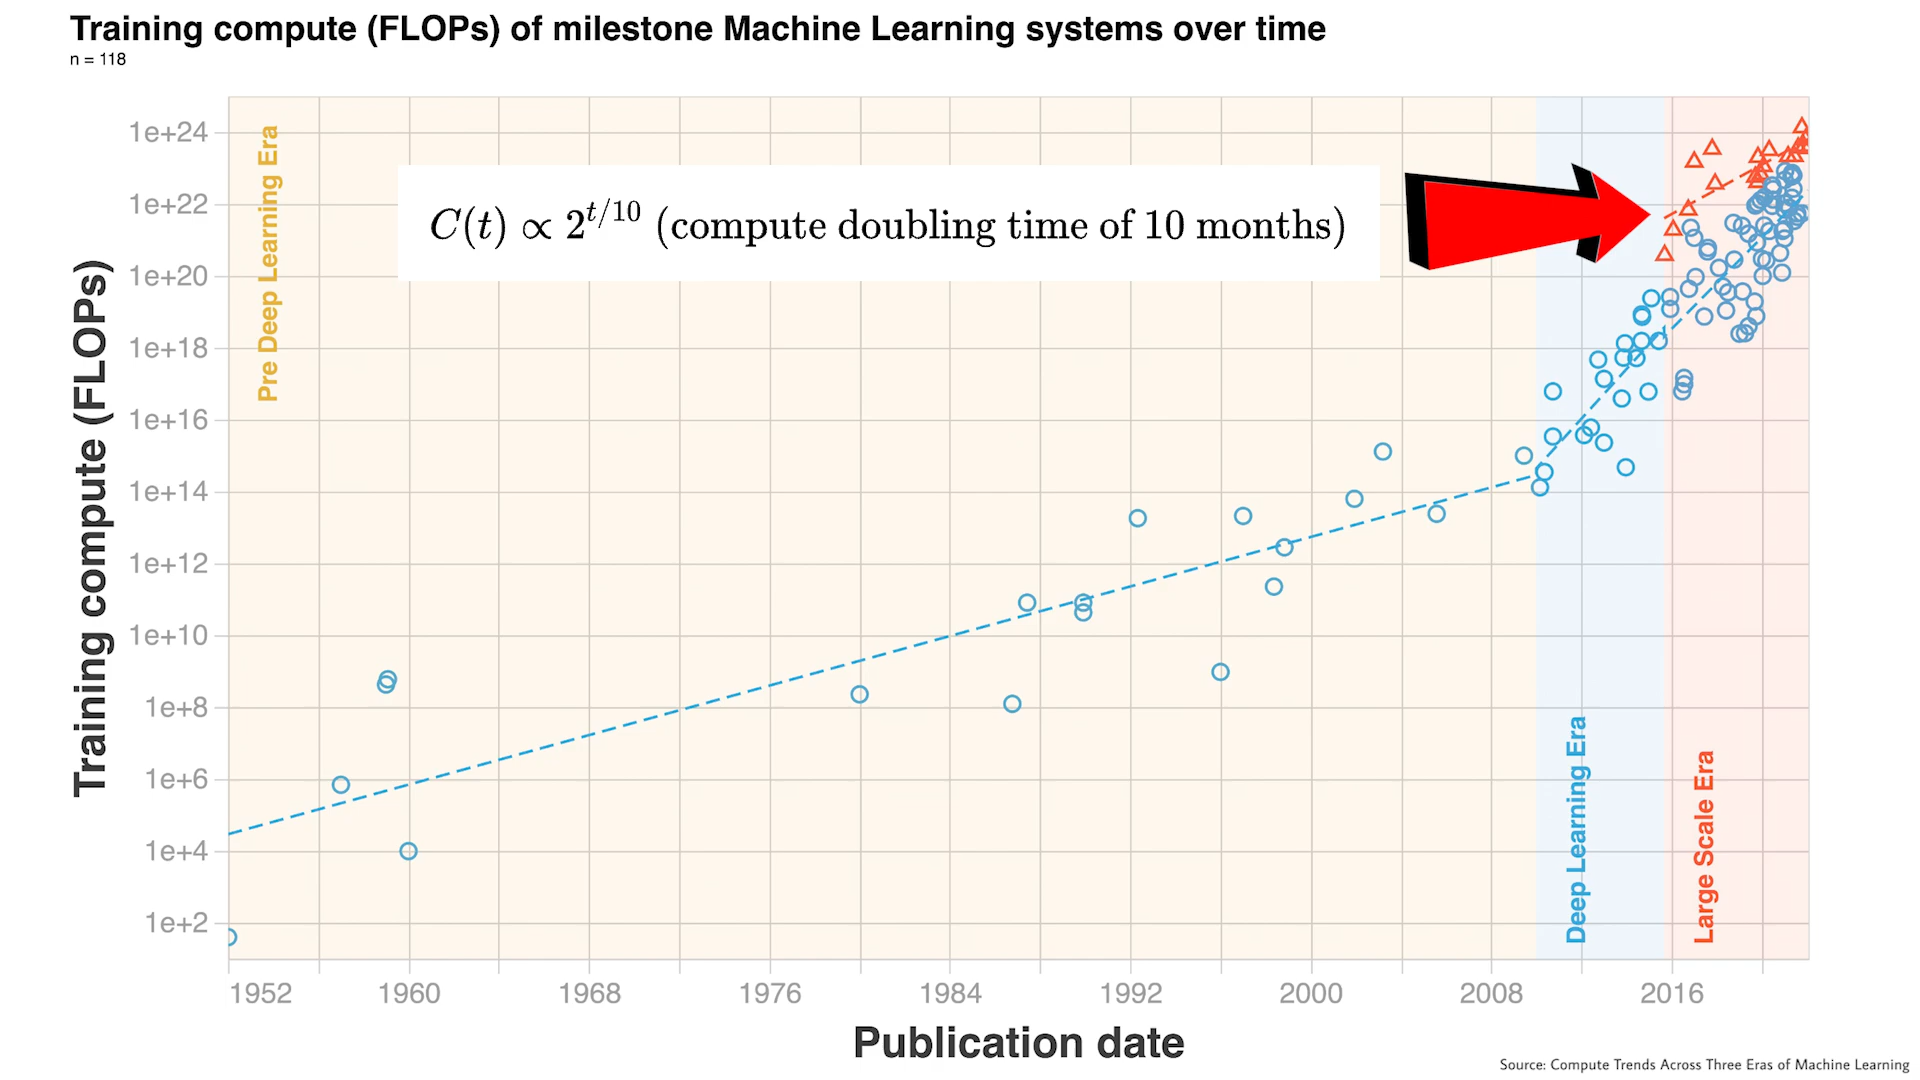 Training compute (FLOPs) of milestone Machine Learning systems over time
n = 118
Training compute (FLOPs)
1e+24
1e+22
1e+20
1e+18
1e+16
1e+14
1e+12
1e+10
1e+8
1e+6
1e+4
1e+2
Pre Deep Learning Era
C(t) ∝ 2^{t/10} (compute doubling time of 10 months)
Deep Learning Era
Large Scale Era
1952 1960 1968 1976 1984 1992 2000 2008 2016
Publication date
Source: Compute Trends Across Three Eras of Machine Learning